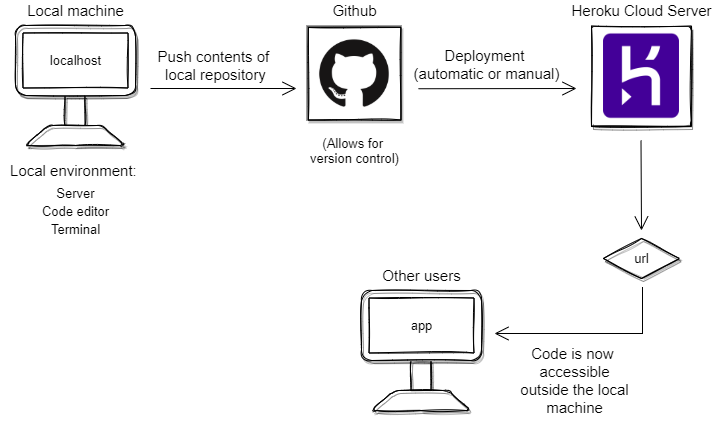 Local machine
localhost
Local environment:
Server
Code editor
Terminal
Push contents of
local repository
Github
(Allows for
version control)
Deployment
(automatic or manual)
Heroku Cloud Server
url
Code is now
accessible
outside the local
machine
Other users
app